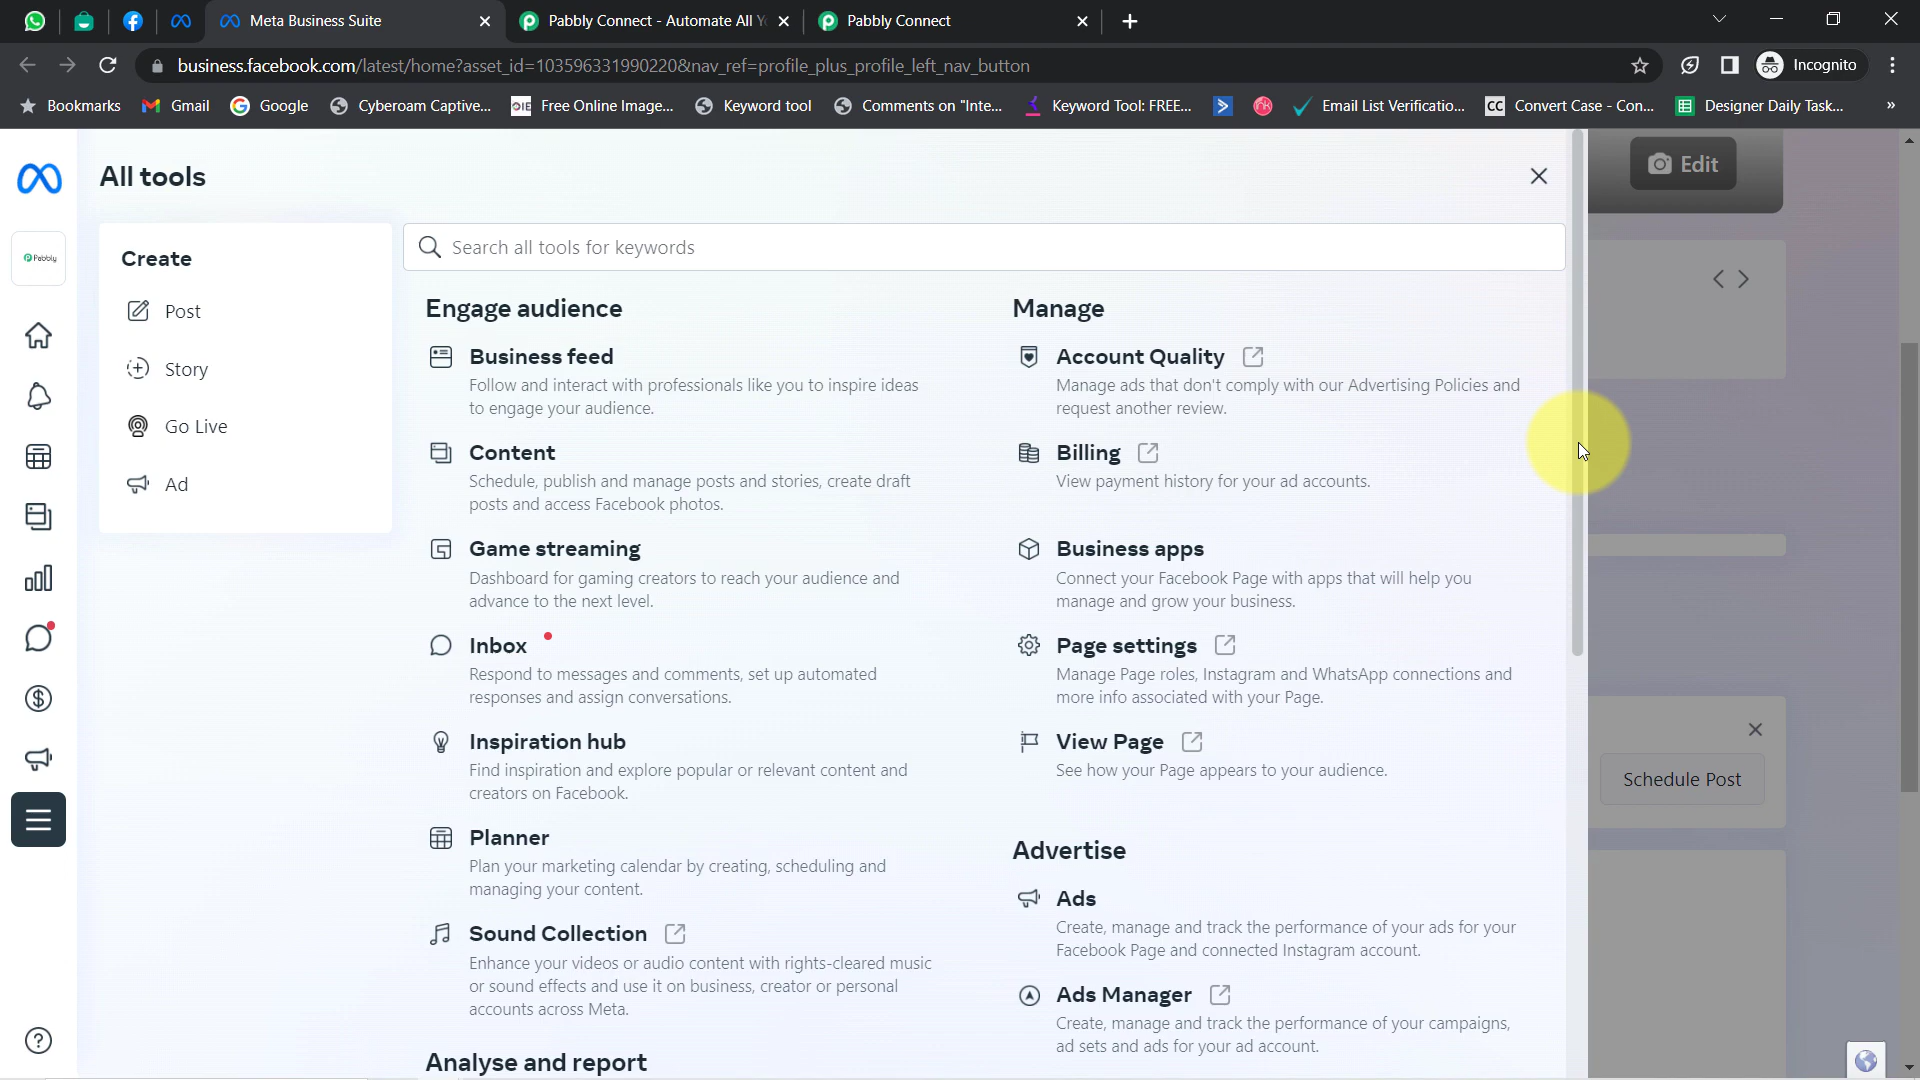 Meta Business Suite
Pabbly Connect - Automate All Y
Pabbly Connect
business.facebook.com/latest/home?asset_id=103596331990220&nav_ref=profile_plus_profile_left_nav_button
Incognito
Bookmarks
Gmail
Google
Cyberoam Captive...
OIE Free Online Image...
Keyword tool
Comments on "Inte...
Keyword Tool: FREE...
Email List Verificatio...
CC Convert Case - Con...
Designer Daily Task...
»
All tools
Edit
Pabbly
Create
Post
Story
Go Live
Ad
Search all tools for keywords
Engage audience
Business feed
Follow and interact with professionals like you to inspire ideas
to engage your audience.
Content
Schedule, publish and manage posts and stories, create draft
posts and access Facebook photos.
Game streaming
Dashboard for gaming creators to reach your audience and
advance to the next level.
Inbox
Respond to messages and comments, set up automated
responses and assign conversations.
Inspiration hub
Find inspiration and explore popular or relevant content and
creators on Facebook.
Planner
Plan your marketing calendar by creating, scheduling and
managing your content.
Sound Collection
Enhance your videos or audio content with rights-cleared music
or sound effects and use it on business, creator or personal
accounts across Meta.
Analyse and report
Manage
Account Quality
Manage ads that don't comply with our Advertising Policies and
request another review.
Billing
View payment history for your ad accounts.
Business apps
Connect your Facebook Page with apps that will help you
manage and grow your business.
Page settings
Manage Page roles, Instagram and WhatsApp connections and
more info associated with your Page.
View Page
See how your Page appears to your audience.
Advertise
Ads
Create, manage and track the performance of your ads for your
Facebook Page and connected Instagram account.
Ads Manager
Create, manage and track the performance of your campaigns,
ad sets and ads for your ad account.
Schedule Post